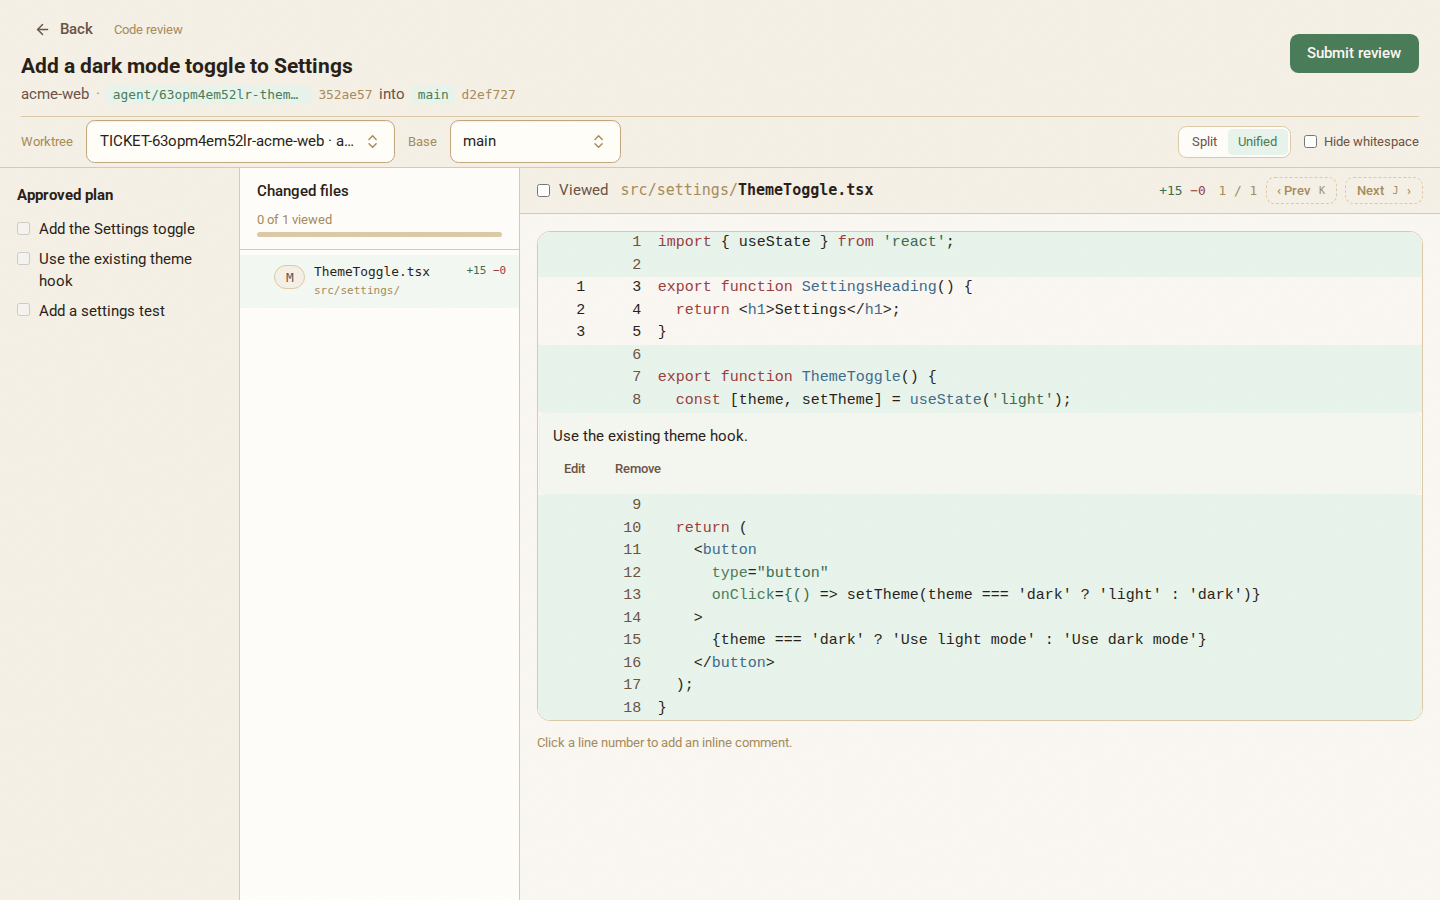 Back Code review
Add a dark mode toggle to Settings
acme-web · agent/63opm4em52lr-them… 352ae57 into main d2ef727
Submit review
Worktree TICKET-63opm4em52lr-acme-web · a… Base main Split Unified Hide whitespace
Approved plan
Add the Settings toggle
Use the existing theme
hook
Add a settings test
Changed files
0 of 1 viewed
M ThemeToggle.tsx +15 −0
src/settings/
Viewed src/settings/ThemeToggle.tsx +15 −0 1 / 1 ‹ Prev K Next J ›
1 import { useState } from 'react';
2
1 3 export function SettingsHeading() {
2 4 return <h1>Settings</h1>;
3 5 }
6
7 export function ThemeToggle() {
8 const [theme, setTheme] = useState('light');
Use the existing theme hook.
Edit Remove
9
10 return (
11 <button
12 type="button"
13 onClick={() => setTheme(theme === 'dark' ? 'light' : 'dark')}
14 >
15 {theme === 'dark' ? 'Use light mode' : 'Use dark mode'}
16 </button>
17 );
18 }
Click a line number to add an inline comment.